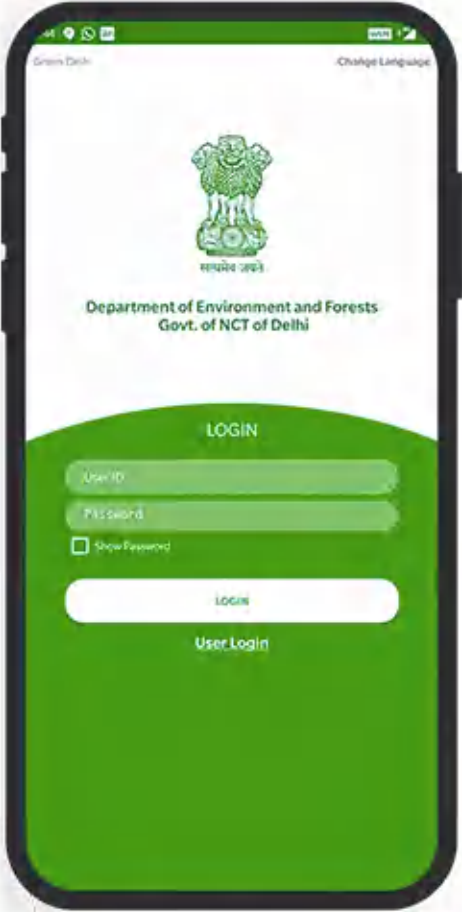 Green Delhi
Change Language
सत्यमेव जयते
Department of Environment and Forests
Govt. of NCT of Delhi
LOGIN
User ID
Password
Show Password
LOGIN
User Login